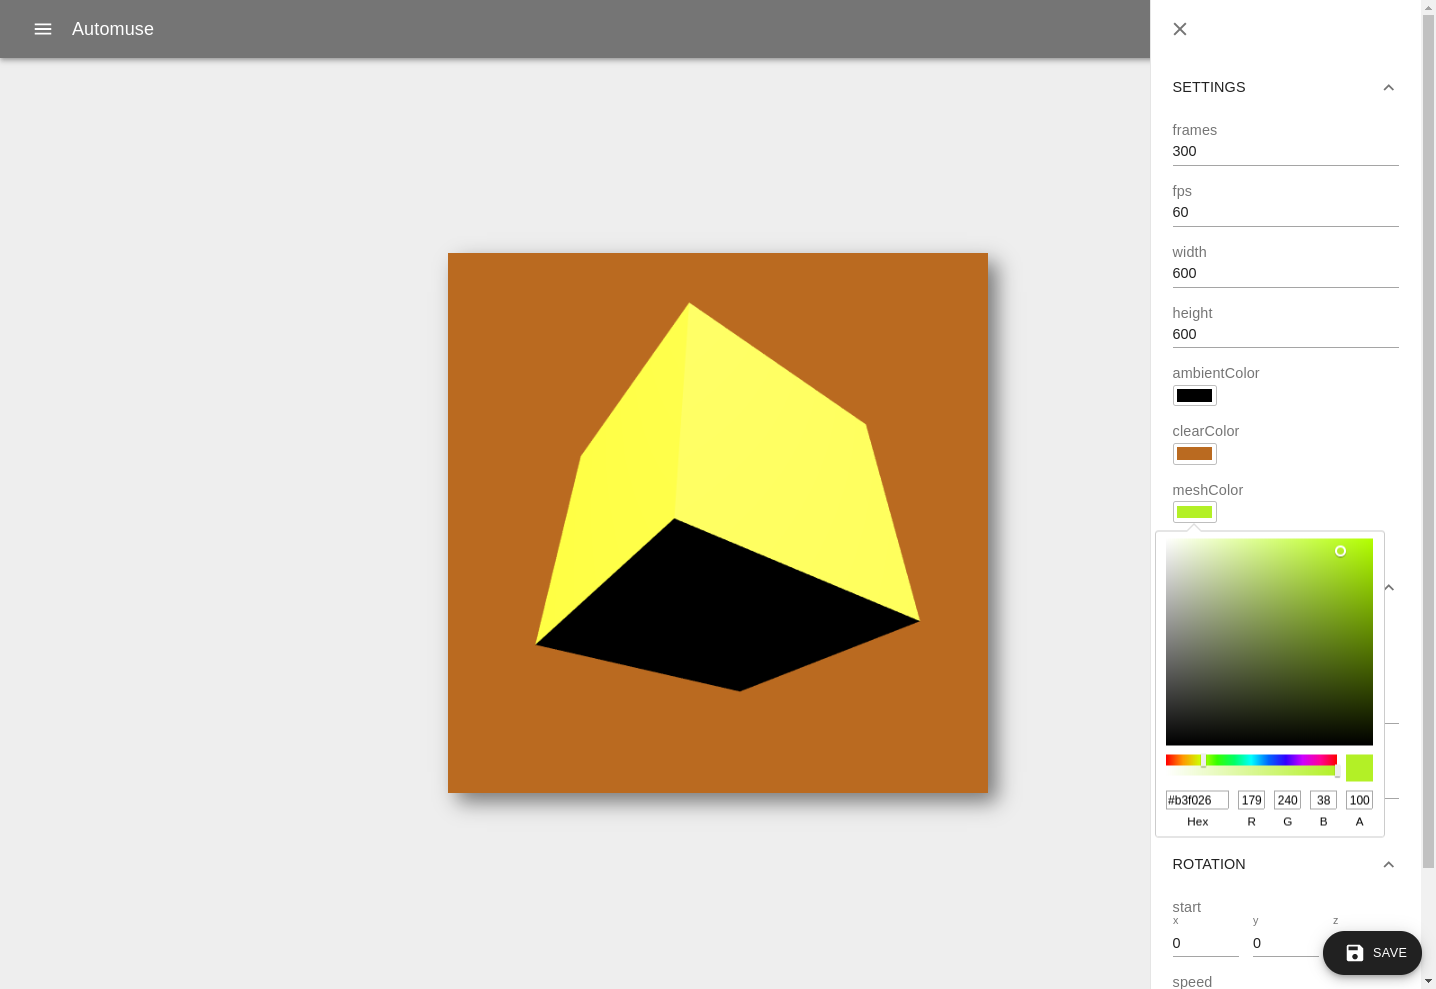 Automuse
SETTINGS
frames
300
fps
60
width
600
height
600
ambientColor
clearColor
meshColor
#b3f026 179 240 38 100
Hex R G B A
ROTATION
start
x y z
0 0
SAVE
speed